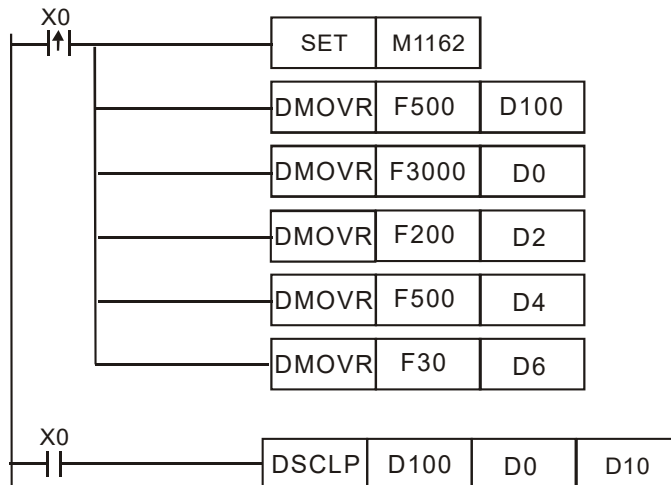 X0
SET M1162
DMOVR F500 D100
DMOVR F3000 D0
DMOVR F200 D2
DMOVR F500 D4
DMOVR F30 D6
X0
DSCLP D100 D0 D10